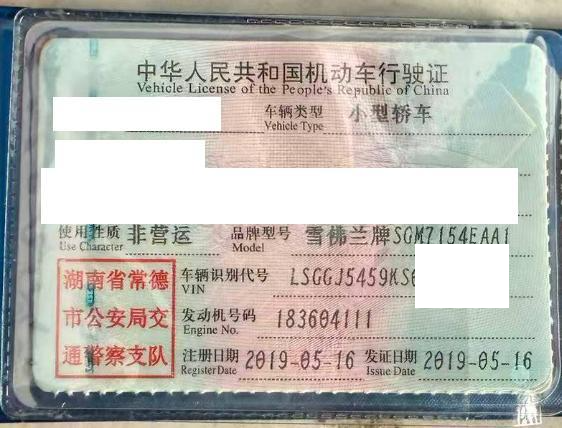 中华人民共和国机动车行驶证
Vehicle License of the People's Republic of China
车辆类型 小型轿车
Vehicle Type
使用性质 非营运 品牌型号 雪佛兰牌SGM7154EAA1
Use Character Model
湖南省常德
市公安局交
通警察支队
车辆识别代号 LSGGJ5459KS6
VIN
发动机号码 183604111
Engine No.
注册日期 2019-05-16 发证日期 2019-05-16
Register Date Issue Date